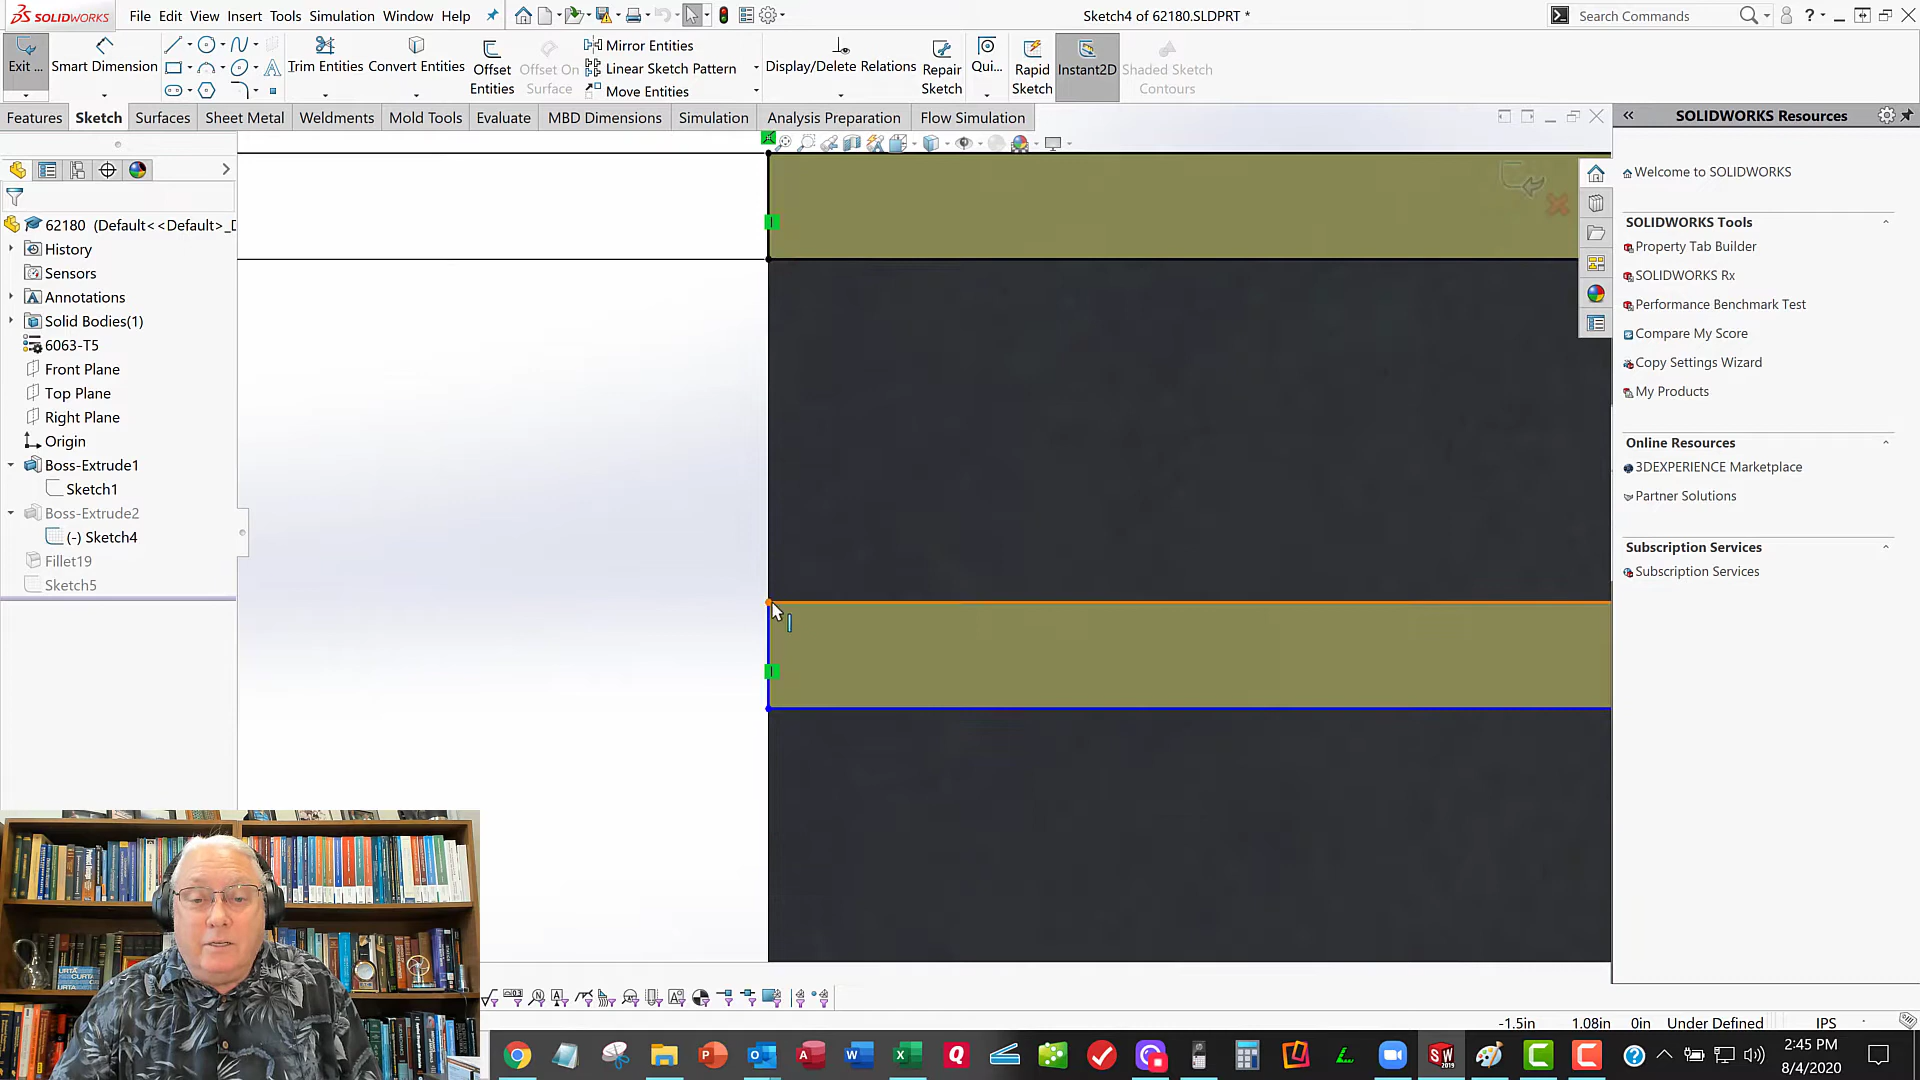 SOLIDWORKS
File Edit View Insert Tools Simulation Window Help
Sketch4 of 62180.SLDPRT *
Search Commands
Exit ...
Smart Dimension
Trim Entities
Convert Entities
Offset Entities
Offset On Surface
Mirror Entities
Linear Sketch Pattern
Move Entities
Display/Delete Relations
Repair Sketch
Qui...
Rapid Sketch
Instant2D
Shaded Sketch Contours
Features Sketch Surfaces Sheet Metal Weldments Mold Tools Evaluate MBD Dimensions Simulation Analysis Preparation Flow Simulation
62180 (Default<<Default>_D
History
Sensors
Annotations
Solid Bodies(1)
6063-T5
Front Plane
Top Plane
Right Plane
Origin
Boss-Extrude1
Sketch1
Boss-Extrude2
(-) Sketch4
Fillet19
Sketch5
SOLIDWORKS Resources
Welcome to SOLIDWORKS
SOLIDWORKS Tools
Property Tab Builder
SOLIDWORKS Rx
Performance Benchmark Test
Compare My Score
Copy Settings Wizard
My Products
Online Resources
3DEXPERIENCE Marketplace
Partner Solutions
Subscription Services
Subscription Services
-1.5in 1.08in 0in Under Defined IPS
2:45 PM
8/4/2020